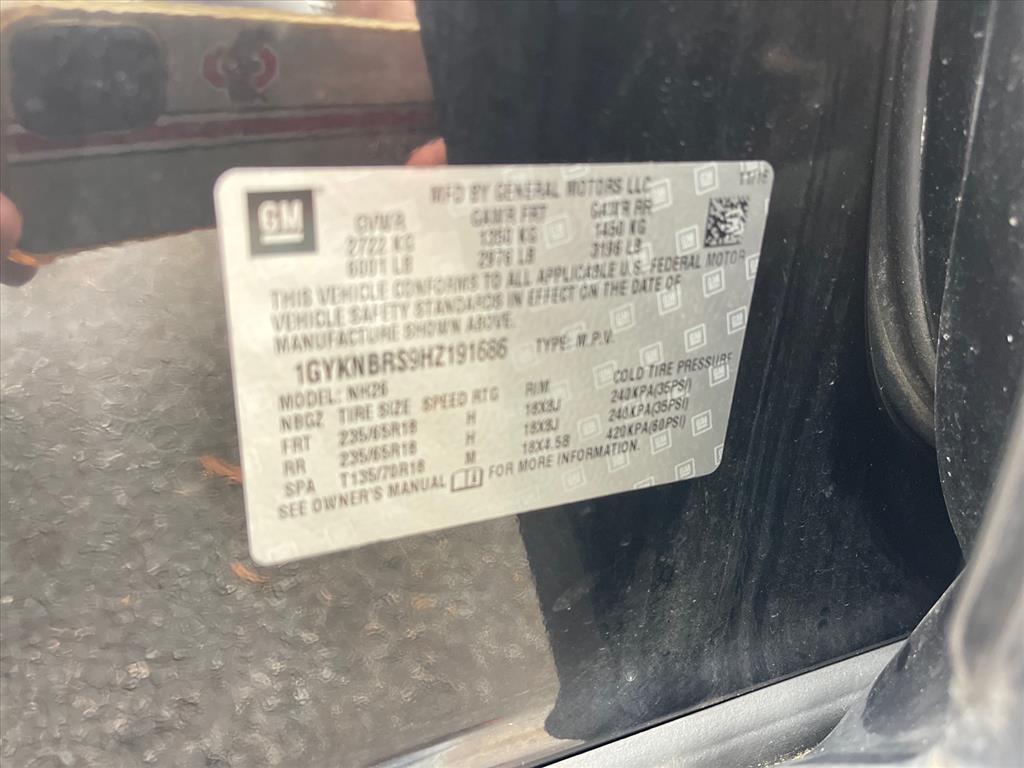 GM
MFD BY GENERAL MOTORS LLC
GVWR GAWR FRT GAWR RR
2722 KG 1350 KG 1450 KG
6001 LB 2976 LB 3196 LB
THIS VEHICLE CONFORMS TO ALL APPLICABLE U.S. FEDERAL MOTOR
VEHICLE SAFETY STANDARDS IN EFFECT ON THE DATE OF
MANUFACTURE SHOWN ABOVE.
1GYKNBRS9HZ191686 TYPE: M.P.V.
MODEL: NH26
NBGZ TIRE SIZE SPEED RTG RIM COLD TIRE PRESSURE
FRT 235/65R18 H 18X8J 240KPA(35PSI)
RR 235/65R18 H 18X8J 240KPA(35PSI)
SPA T135/70R18 M 18X4.5B 420KPA(60PSI)
SEE OWNER'S MANUAL FOR MORE INFORMATION.